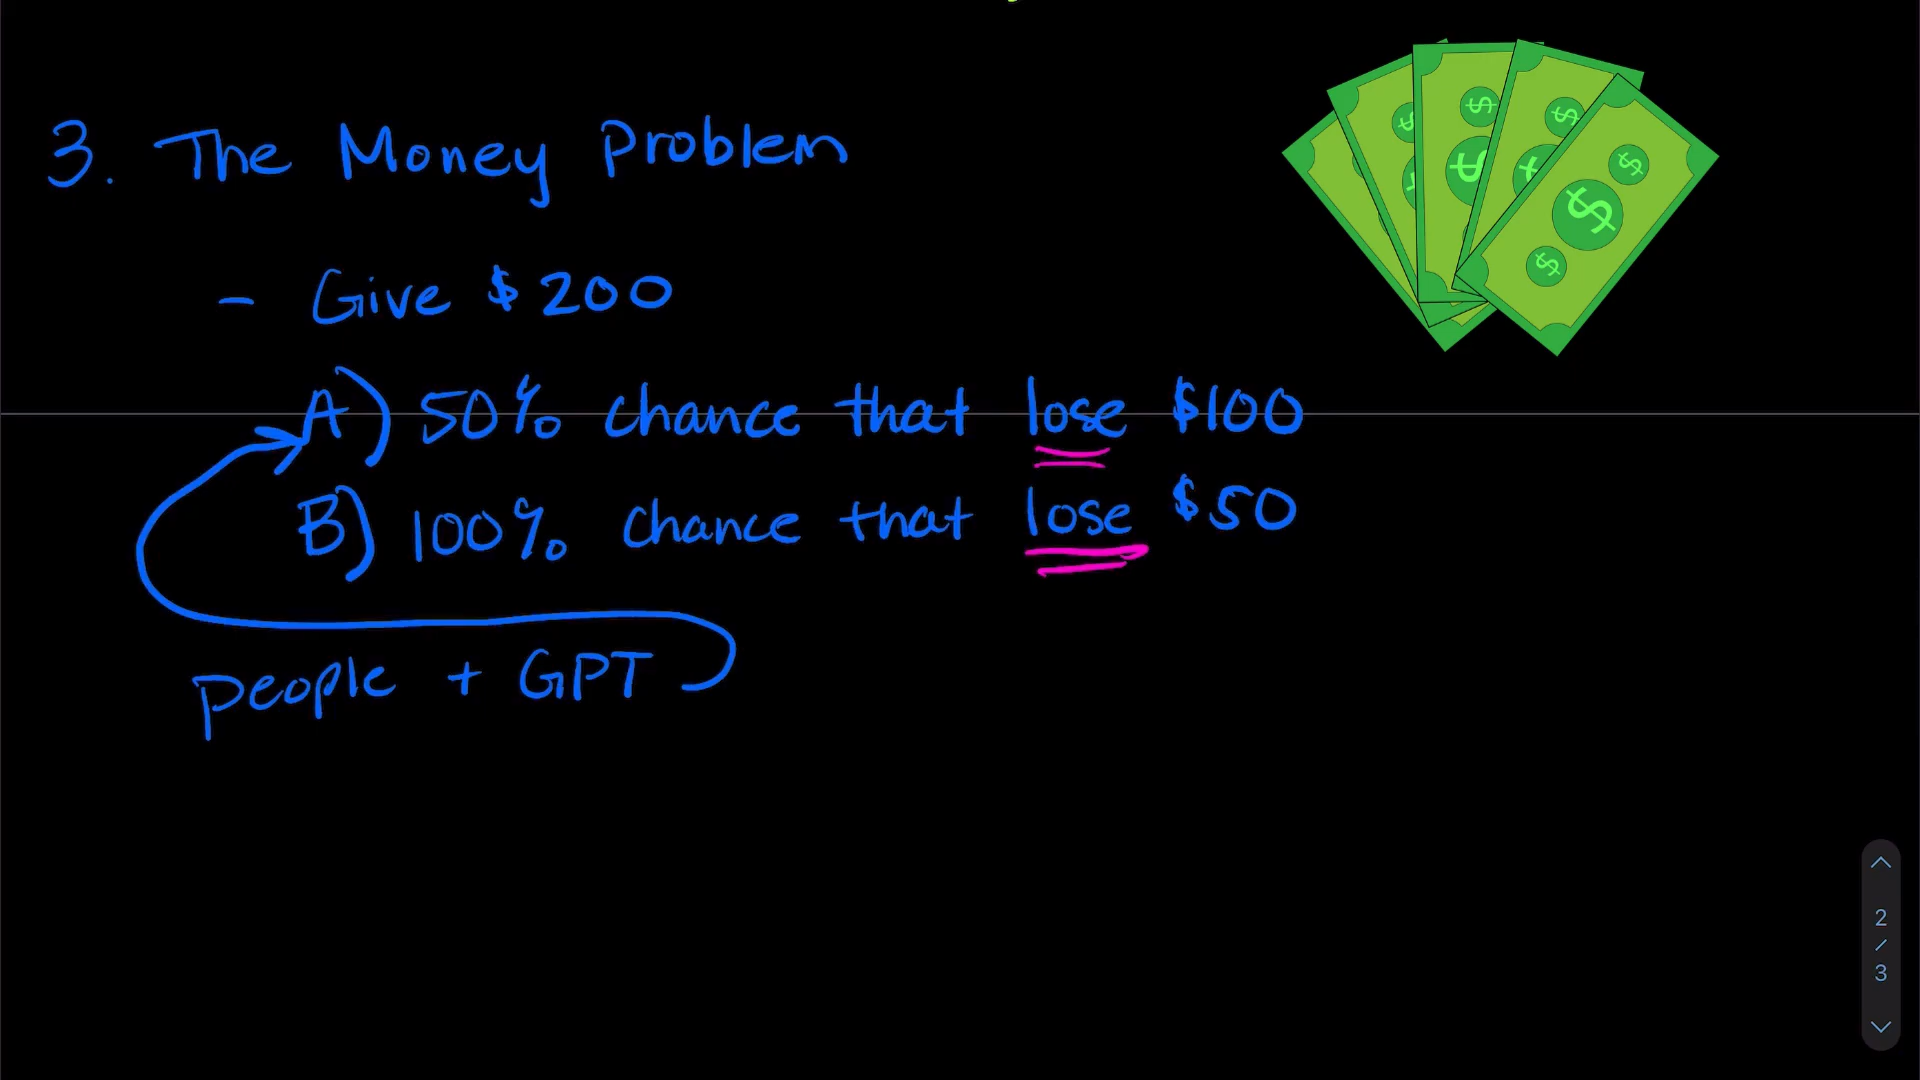 3. The Money Problem
- Give $200
A) 50% chance that lose $100
B) 100% chance that lose $50
people + GPT
2
/
3